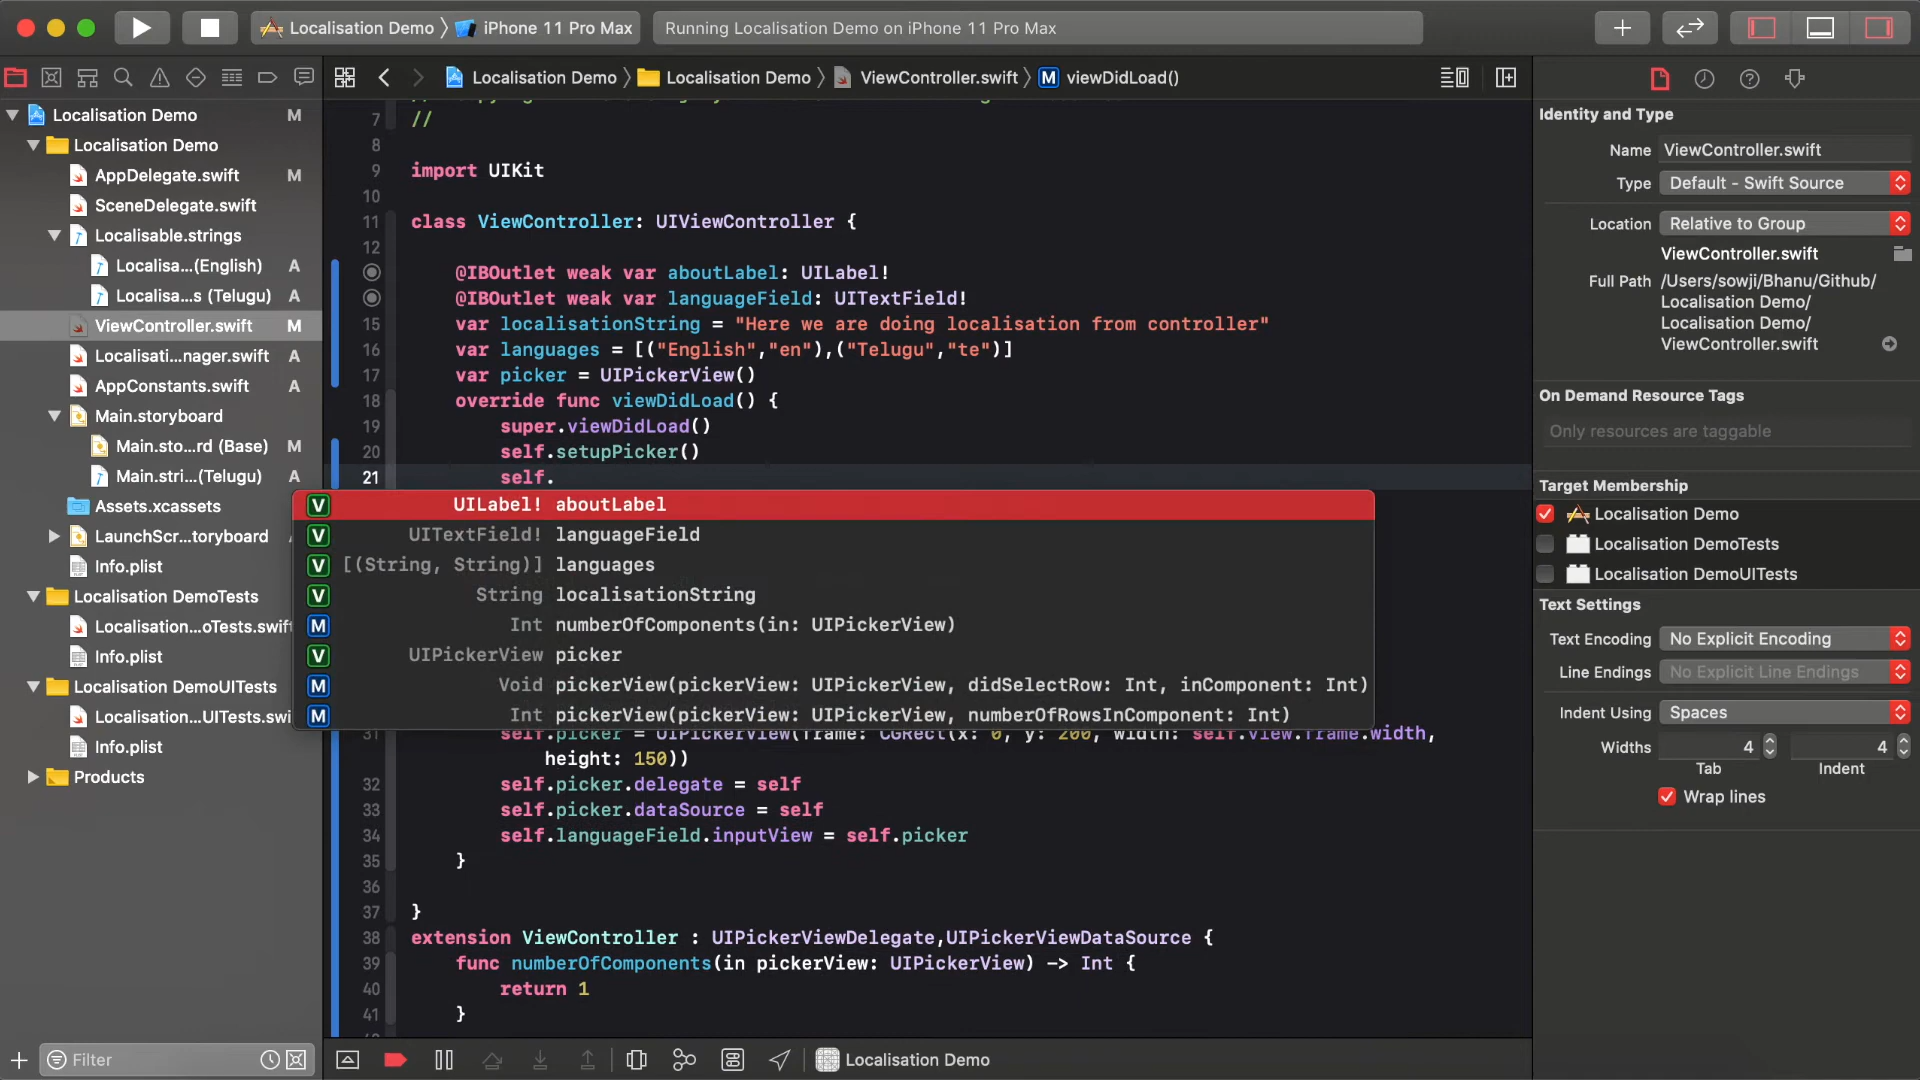 Localisation Demo
iPhone 11 Pro Max
Running Localisation Demo on iPhone 11 Pro Max
Localisation Demo
Localisation Demo
ViewController.swift
M
viewDidLoad()
Localisation Demo M
Localisation Demo
AppDelegate.swift M
SceneDelegate.swift
Localisable.strings
Localisa...(English) A
Localisa...s (Telugu) A
ViewController.swift M
Localisati...nager.swift A
AppConstants.swift A
Main.storyboard
Main.sto...rd (Base) M
Main.stri...(Telugu) A
Assets.xcassets
LaunchScr...toryboard
Info.plist
Localisation DemoTests
Localisation...oTests.swift
Info.plist
Localisation DemoUITests
Localisation...UITests.swi
Info.plist
Products
Filter
7 //
8
9 import UIKit
10
11 class ViewController: UIViewController {
12
@IBOutlet weak var aboutLabel: UILabel!
@IBOutlet weak var languageField: UITextField!
15 var localisationString = "Here we are doing localisation from controller"
16 var languages = [("English","en"),("Telugu","te")]
17 var picker = UIPickerView()
18 override func viewDidLoad() {
19 super.viewDidLoad()
20 self.setupPicker()
21 self.
V UILabel! aboutLabel
V UITextField! languageField
V [(String, String)] languages
V String localisationString
M Int numberOfComponents(in: UIPickerView)
V UIPickerView picker
M Void pickerView(pickerView: UIPickerView, didSelectRow: Int, inComponent: Int)
M Int pickerView(pickerView: UIPickerView, numberOfRowsInComponent: Int)
31 self.picker = UIPickerView(frame: CGRect(x: 0, y: 200, width: self.view.frame.width,
height: 150))
32 self.picker.delegate = self
33 self.picker.dataSource = self
34 self.languageField.inputView = self.picker
35 }
36
37 }
38 extension ViewController : UIPickerViewDelegate,UIPickerViewDataSource {
39 func numberOfComponents(in pickerView: UIPickerView) -> Int {
40 return 1
41 }
Localisation Demo
Identity and Type
Name ViewController.swift
Type Default - Swift Source
Location Relative to Group
ViewController.swift
Full Path /Users/sowji/Bhanu/Github/
Localisation Demo/
Localisation Demo/
ViewController.swift
On Demand Resource Tags
Only resources are taggable
Target Membership
Localisation Demo
Localisation DemoTests
Localisation DemoUITests
Text Settings
Text Encoding No Explicit Encoding
Line Endings No Explicit Line Endings
Indent Using Spaces
Widths 4 4
Tab Indent
Wrap lines